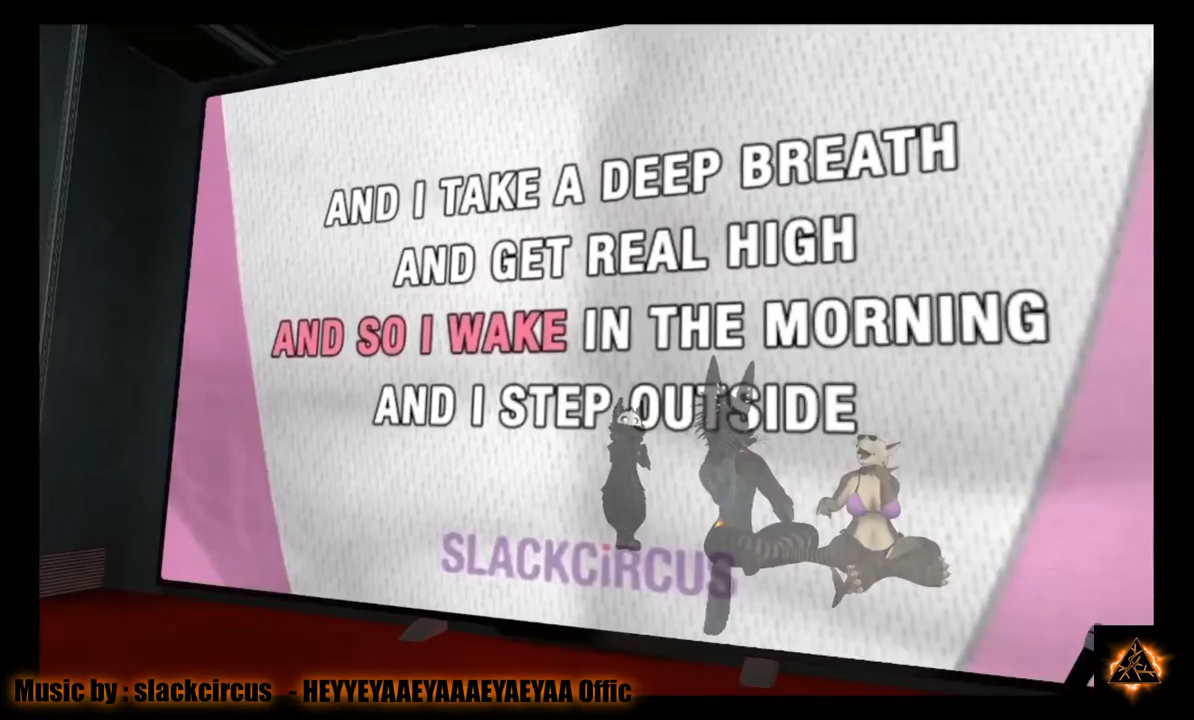 AND I TAKE A DEEP BREATH
AND GET REAL HIGH
AND SO I WAKE IN THE MORNING
AND I STEP OUTSIDE
SLACKCiRCUS
Music by : slackcircus - HEYYEYAAEYAAAEYAEYAA Offic